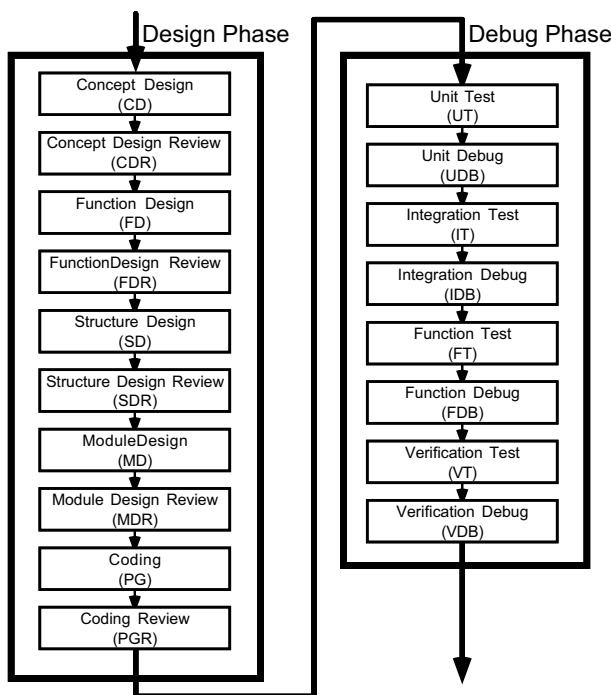 Design Phase
Concept Design
(CD)
Concept Design Review
(CDR)
Function Design
(FD)
FunctionDesign Review
(FDR)
Structure Design
(SD)
Structure Design Review
(SDR)
ModuleDesign
(MD)
Module Design Review
(MDR)
Coding
(PG)
Coding Review
(PGR)
Debug Phase
Unit Test
(UT)
Unit Debug
(UDB)
Integration Test
(IT)
Integration Debug
(IDB)
Function Test
(FT)
Function Debug
(FDB)
Verification Test
(VT)
Verification Debug
(VDB)